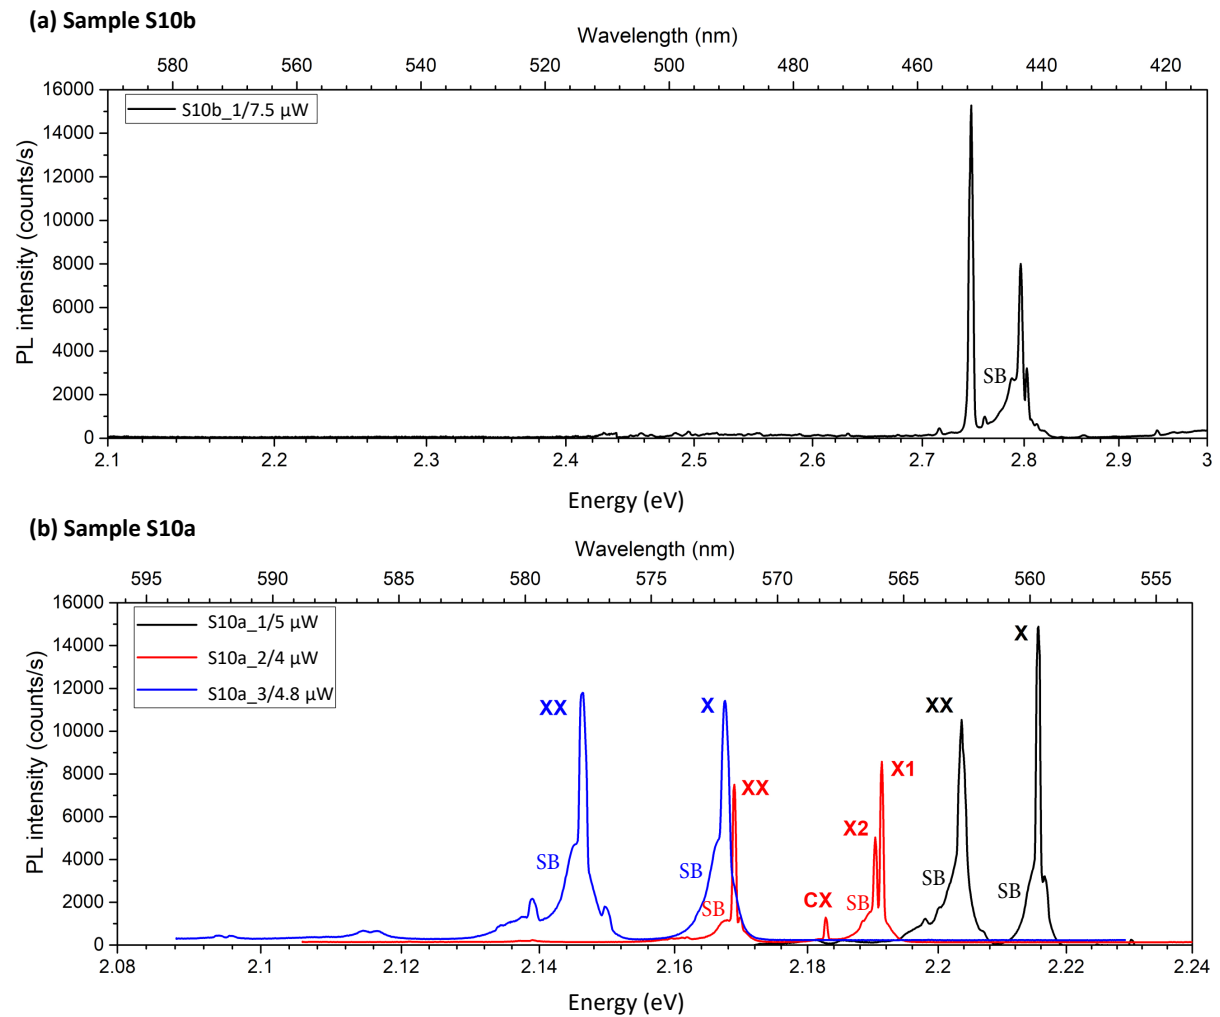 (a) Sample S10b
Wavelength (nm)
580 560 540 520 500 480 460 440 420
16000
14000
12000
10000
8000
6000
4000
2000
0
PL intensity (counts/s)
S10b_1/7.5 µW
SB
2.1 2.2 2.3 2.4 2.5 2.6 2.7 2.8 2.9 3
Energy (eV)
(b) Sample S10a
Wavelength (nm)
595 590 585 580 575 570 565 560 555
16000
14000
12000
10000
8000
6000
4000
2000
0
PL intensity (counts/s)
S10a_1/5 µW
S10a_2/4 µW
S10a_3/4.8 µW
XX
X
XX
X1
X2
CX
XX
X
SB
SB
SB
SB
SB
SB
2.08 2.1 2.12 2.14 2.16 2.18 2.2 2.22 2.24
Energy (eV)